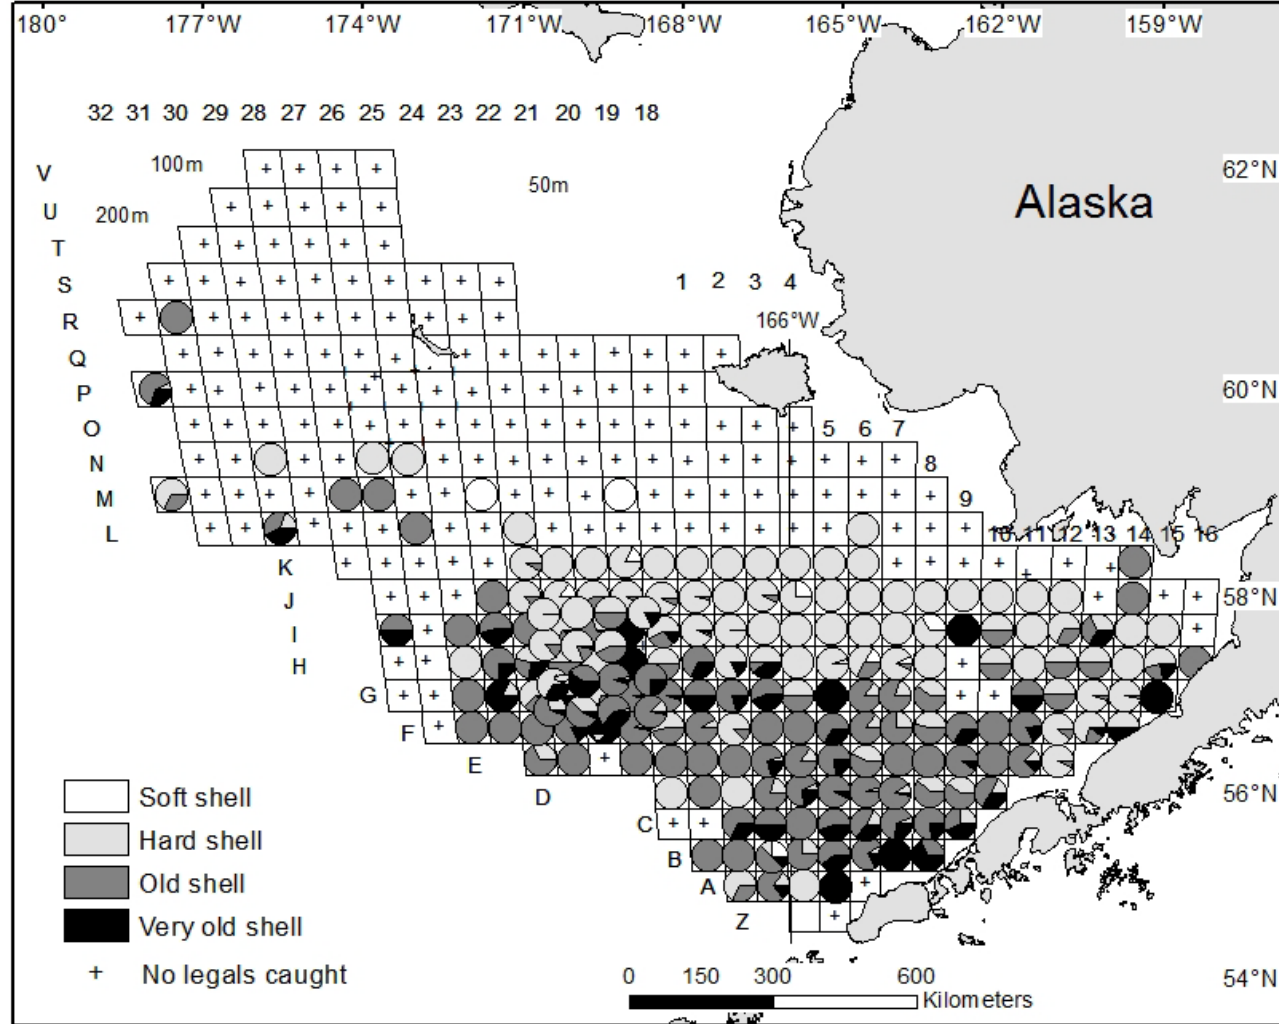 180° 177°W 174°W 171°W 168°W 165°W 162°W 159°W
32 31 30 29 28 27 26 25 24 23 22 21 20 19 18
100m
62°N
V
50m
Alaska
U
200m
T
S
1 2 3 4
R
166°W
Q
P
60°N
O
5 6 7
N
8
M
9
L
10 11 12 13 14 15 16
K
J
58°N
I
H
G
F
E
D
56°N
C
B
A
Z
Soft shell
Hard shell
Old shell
Very old shell
+ No legals caught
0 150 300 600
Kilometers
54°N